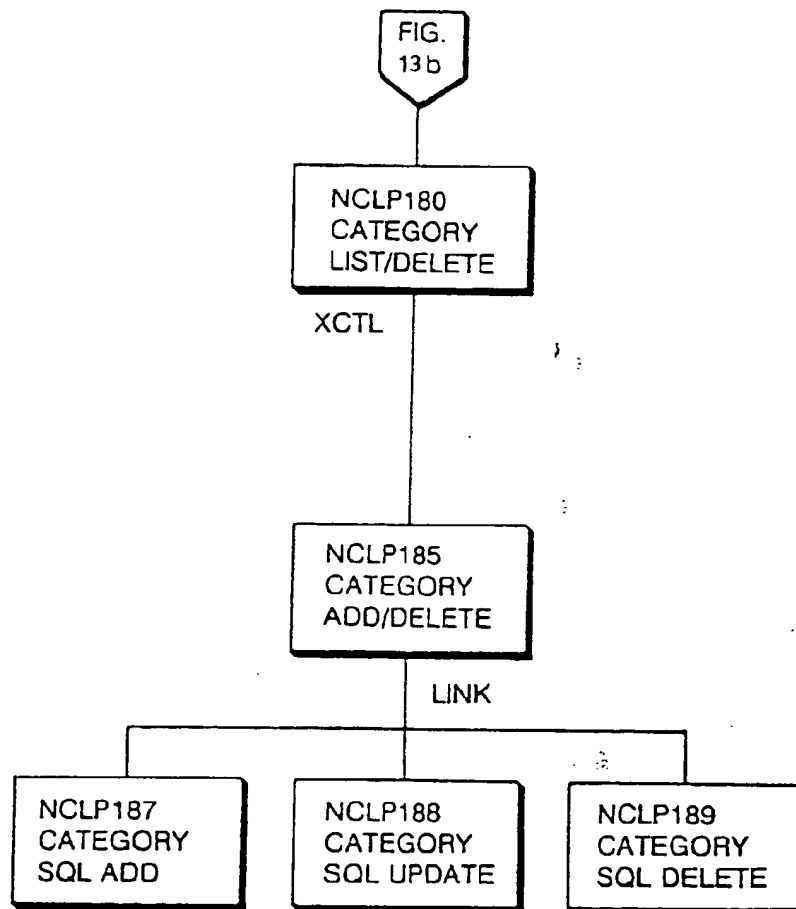 FIG.
13b
NCLP180
CATEGORY
LIST/DELETE
XCTL
NCLP185
CATEGORY
ADD/DELETE
LINK
NCLP187
CATEGORY
SQL ADD
NCLP188
CATEGORY
SQL UPDATE
NCLP189
CATEGORY
SQL DELETE